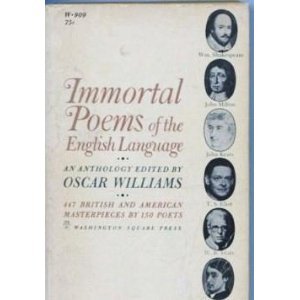 W•909
75¢
Immortal
Poems of the
English Language
AN ANTHOLOGY EDITED BY
OSCAR WILLIAMS
447 BRITISH AND AMERICAN
MASTERPIECES BY 150 POETS
WASHINGTON SQUARE PRESS
Wm. Shakespeare
John Milton
John Keats
T. S. Eliot
W. B. Yeats